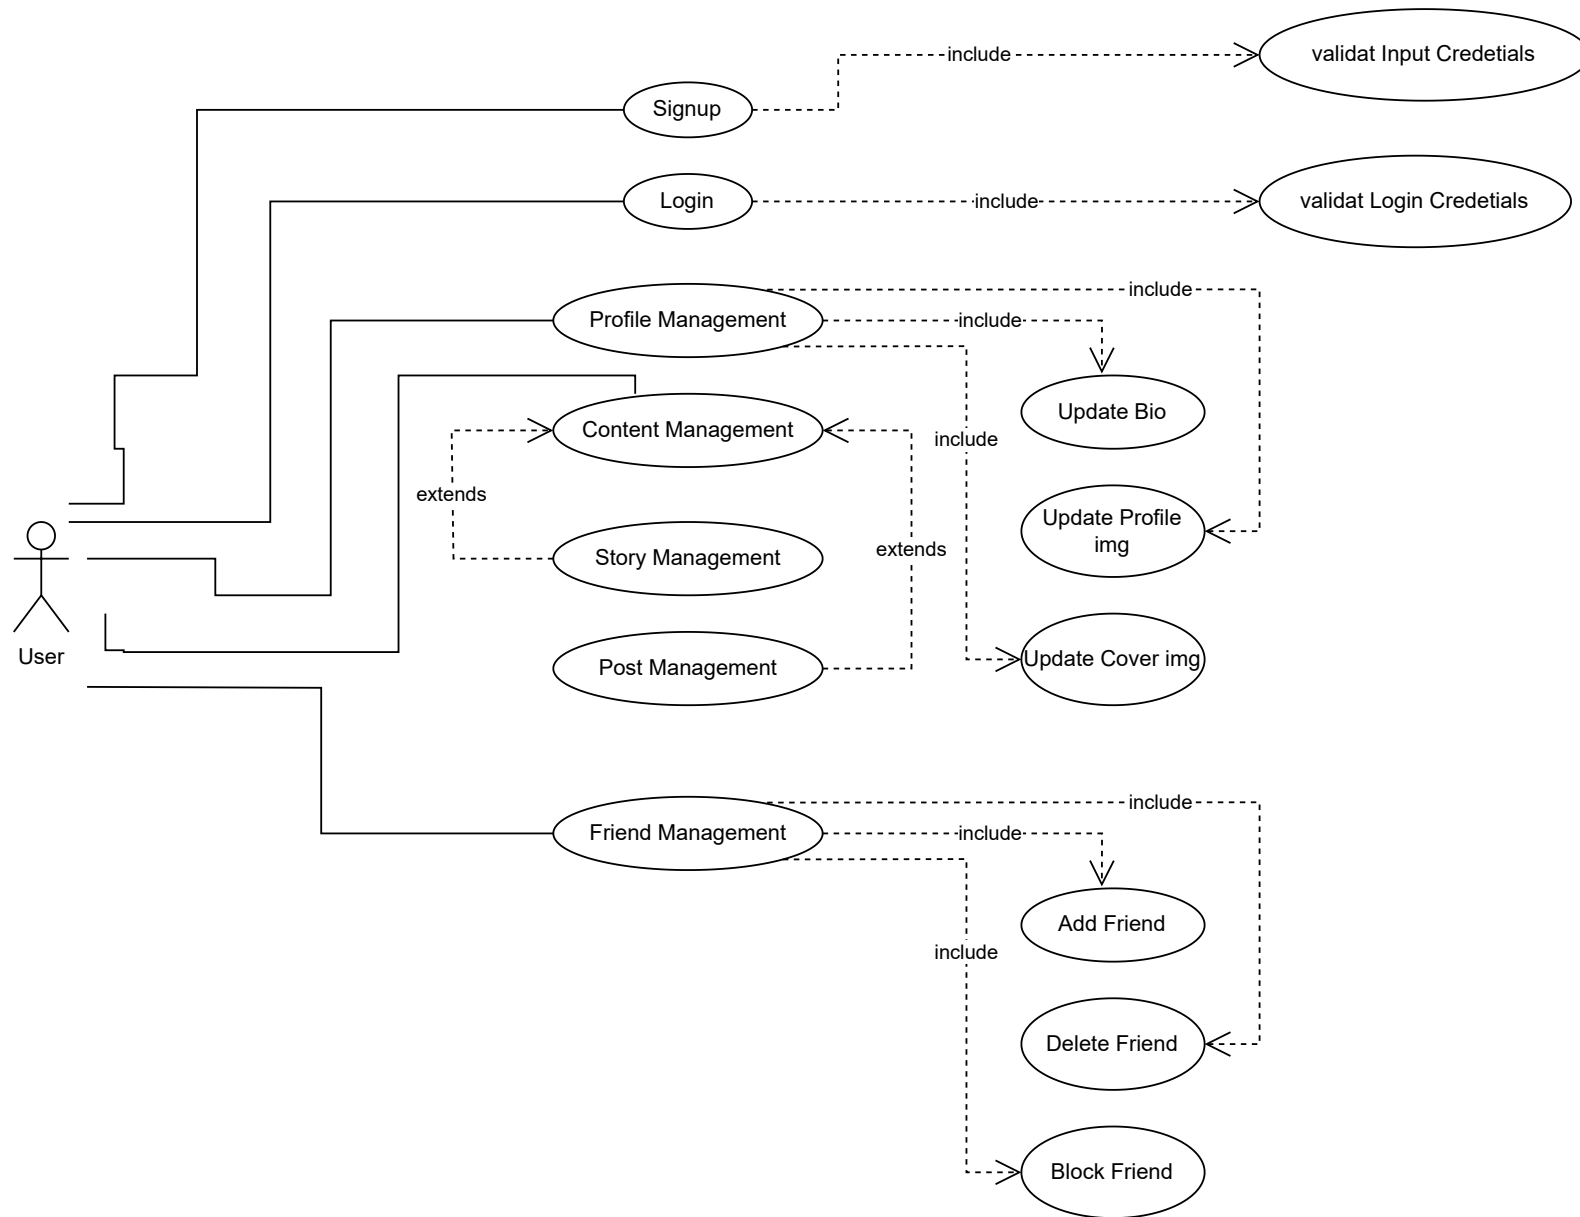 include
validat Input Credetials
Signup
Login
include
validat Login Credetials
include
Profile Management
include
Update Bio
Content Management
include
extends
Update Profile
img
Story Management
extends
User
Post Management
Update Cover img
include
Friend Management
include
Add Friend
include
Delete Friend
Block Friend